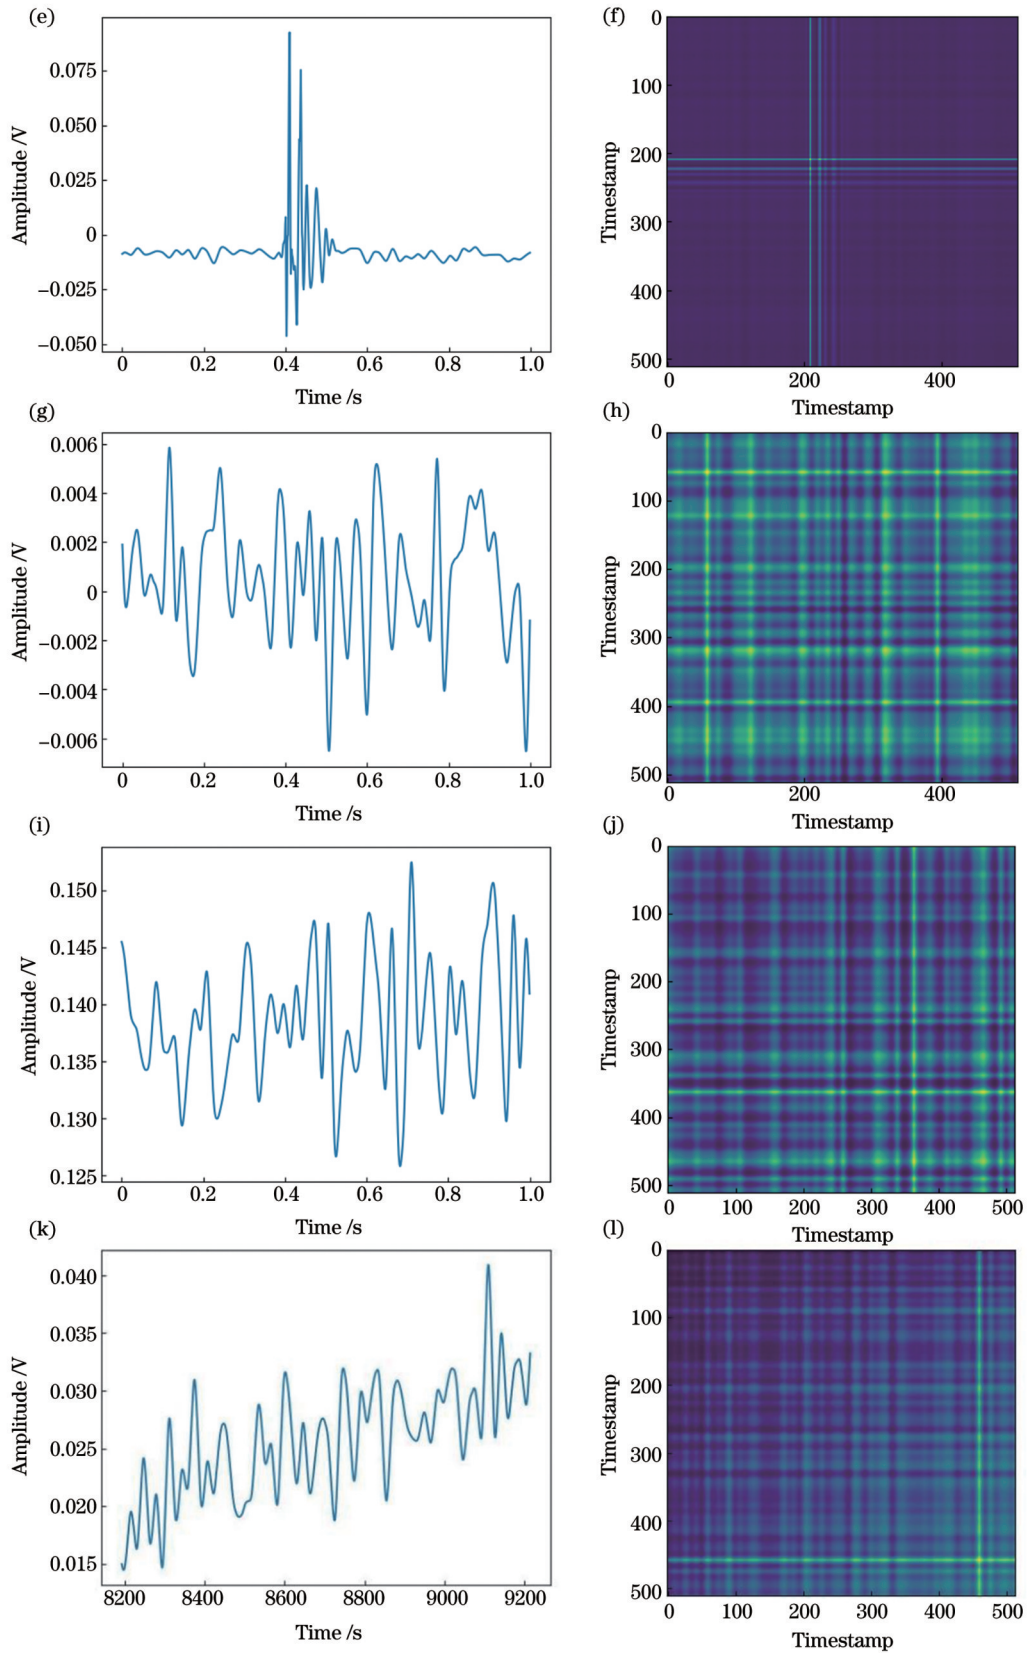 (e)
Amplitude /V
0.075
0.050
0.025
0
−0.025
−0.050
0 0.2 0.4 0.6 0.8 1.0
Time /s
(f)
Timestamp
0
100
200
300
400
500
0 200 400
Timestamp
(g)
Amplitude /V
0.006
0.004
0.002
0
−0.002
−0.004
−0.006
0 0.2 0.4 0.6 0.8 1.0
Time /s
(h)
Timestamp
0
100
200
300
400
500
0 200 400
Timestamp
(i)
Amplitude /V
0.150
0.145
0.140
0.135
0.130
0.125
0 0.2 0.4 0.6 0.8 1.0
Time /s
(j)
Timestamp
0
100
200
300
400
500
0 100 200 300 400 500
Timestamp
(k)
Amplitude /V
0.040
0.035
0.030
0.025
0.020
0.015
8200 8400 8600 8800 9000 9200
Time /s
(l)
Timestamp
0
100
200
300
400
500
0 100 200 300 400 500
Timestamp